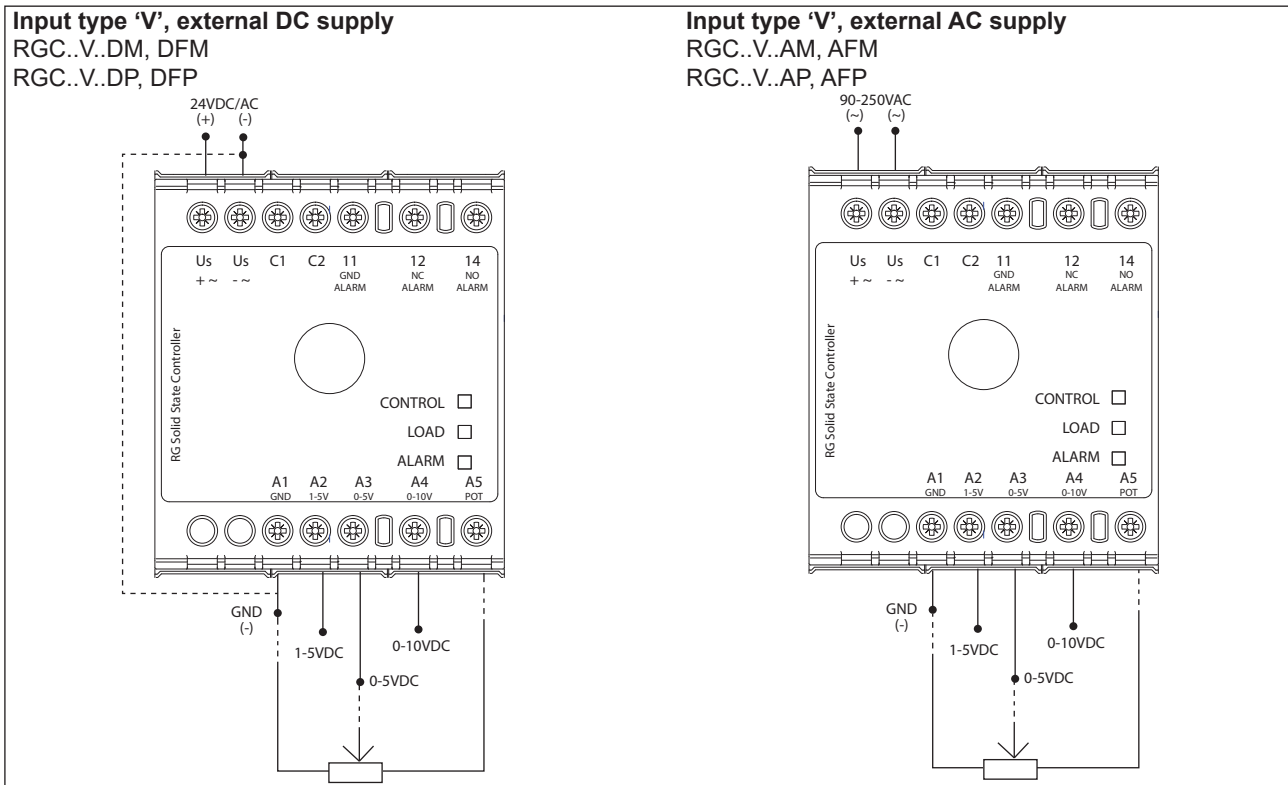 Input type ‘V’, external DC supply
RGC..V..DM, DFM
RGC..V..DP, DFP
24VDC/AC
(+) (-)
Us Us C1 C2 11 12 14
+ ~ - ~ GND NC NO
ALARM ALARM ALARM
RG Solid State Controller
CONTROL
LOAD
ALARM
A1 A2 A3 A4 A5
GND 1-5V 0-5V 0-10V POT
GND
(-)
1-5VDC
0-10VDC
0-5VDC
Input type ‘V’, external AC supply
RGC..V..AM, AFM
RGC..V..AP, AFP
90-250VAC
(~) (~)
Us Us C1 C2 11 12 14
+ ~ - ~ GND NC NO
ALARM ALARM ALARM
RG Solid State Controller
CONTROL
LOAD
ALARM
A1 A2 A3 A4 A5
GND 1-5V 0-5V 0-10V POT
GND
(-)
1-5VDC
0-10VDC
0-5VDC